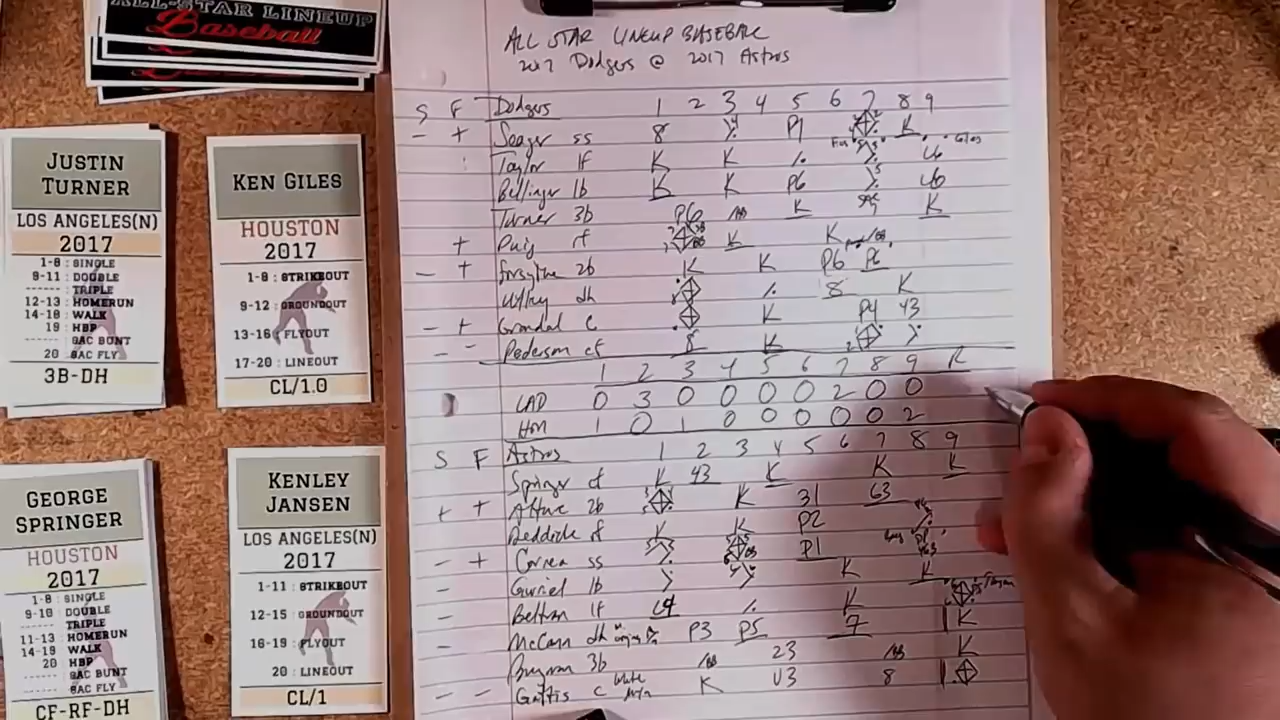 ALL-STAR LINEUP
Baseball
JUSTIN
TURNER
LOS ANGELES(N)
2017
1-8 : SINGLE
9-11 : DOUBLE
------ : TRIPLE
12-13 : HOMERUN
14-18 : WALK
19 : HBP
------ : SAC BUNT
20 : SAC FLY
3B-DH
KEN GILES
HOUSTON
2017
1-8 : STRIKEOUT
9-12 : GROUNDOUT
13-16 : FLYOUT
17-20 : LINEOUT
CL/1.0
GEORGE
SPRINGER
HOUSTON
2017
1-8 : SINGLE
9-10 : DOUBLE
------ : TRIPLE
11-13 : HOMERUN
14-19 : WALK
20 : HBP
------ : SAC BUNT
------ : SAC FLY
CF-RF-DH
KENLEY
JANSEN
LOS ANGELES(N)
2017
1-11 : STRIKEOUT
12-15 : GROUNDOUT
16-19 : FLYOUT
20 : LINEOUT
CL/1
ALL STAR LINEUP BASEBALL
2017 Dodgers @ 2017 Astros
S F Dodgers 1 2 3 4 5 6 7 8 9
- + Seager ss 8 P1 K
Taylor lf K K L6
Bellinger 1b K K P6 L6
Turner 3b P6 K K
+ Puig rf K K
- + Forsythe 2b K K P6 P6
Utley dh 8 K
- + Grandal c K P4 43
- - Pederson cf 8 K
1 2 3 4 5 6 7 8 9 R
LAD 0 3 0 0 0 0 2 0 0
HOU 1 0 1 0 0 0 0 0 2
S F Astros 1 2 3 4 5 6 7 8 9
Springer cf K 43 K K K
+ + Altuve 2b K 31 63
Reddick rf K K P2
- + Correa ss P1
- Gurriel 1b K K
- Beltran lf K
- McCann dh P3 P5 7 K
Bregman 3b 23 K
- - Gattis c K U3 8